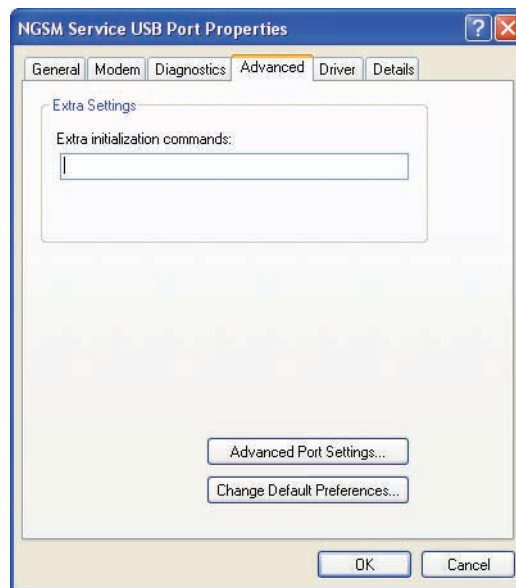 NGSM Service USB Port Properties
General Modem Diagnostics Advanced Driver Details
Extra Settings
Extra initialization commands:
Advanced Port Settings...
Change Default Preferences...
OK Cancel